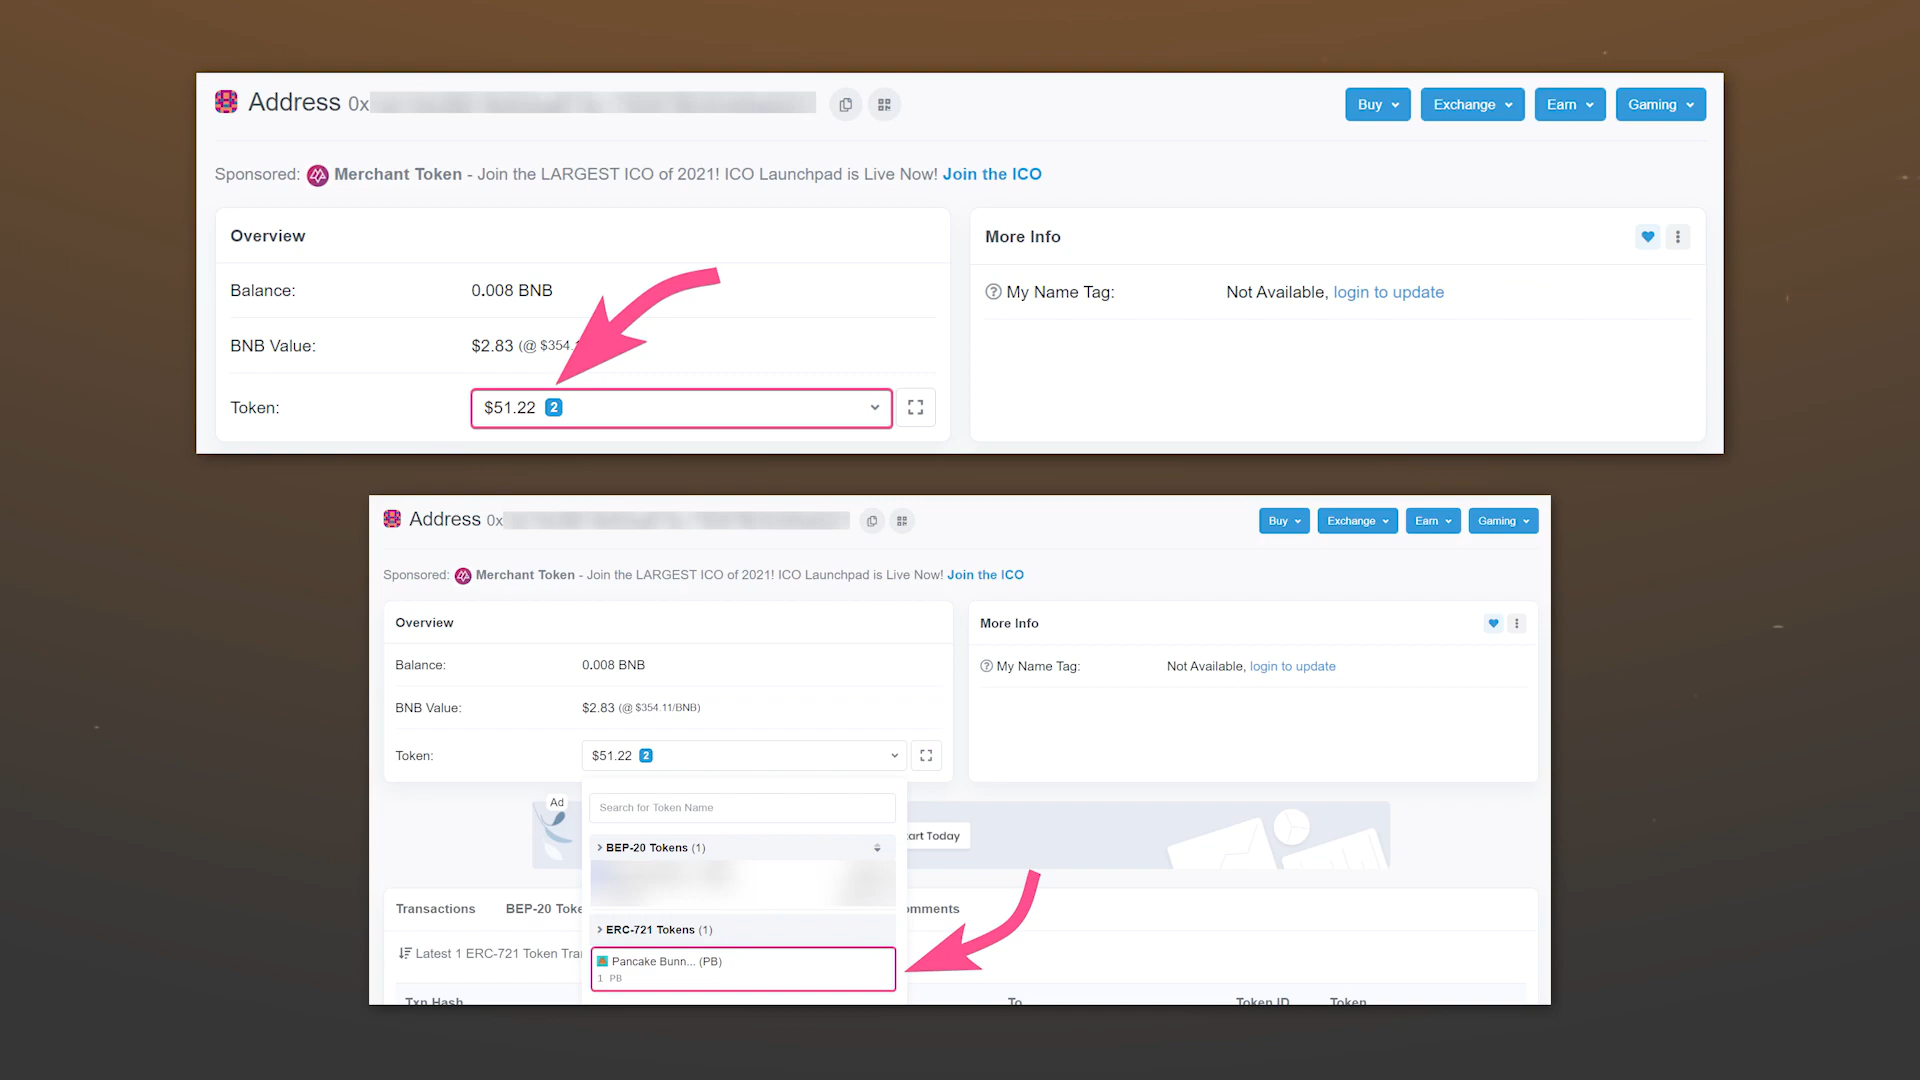 Address 0x
Buy
Exchange
Earn
Gaming
Sponsored: Merchant Token - Join the LARGEST ICO of 2021! ICO Launchpad is Live Now! Join the ICO
Overview
More Info
Balance: 0.008 BNB
My Name Tag: Not Available, login to update
BNB Value: $2.83 (@ $354.
Token: $51.22 2
Address 0x
Buy
Exchange
Earn
Gaming
Sponsored: Merchant Token - Join the LARGEST ICO of 2021! ICO Launchpad is Live Now! Join the ICO
Overview
More Info
Balance: 0.008 BNB
My Name Tag: Not Available, login to update
BNB Value: $2.83 (@ $354.11/BNB)
Token: $51.22 2
Ad
Search for Token Name
art Today
BEP-20 Tokens (1)
Transactions BEP-20 Toke
omments
ERC-721 Tokens (1)
Latest 1 ERC-721 Token Tra
Pancake Bunn... (PB)
1 PB
Txn Hash To Token ID Token